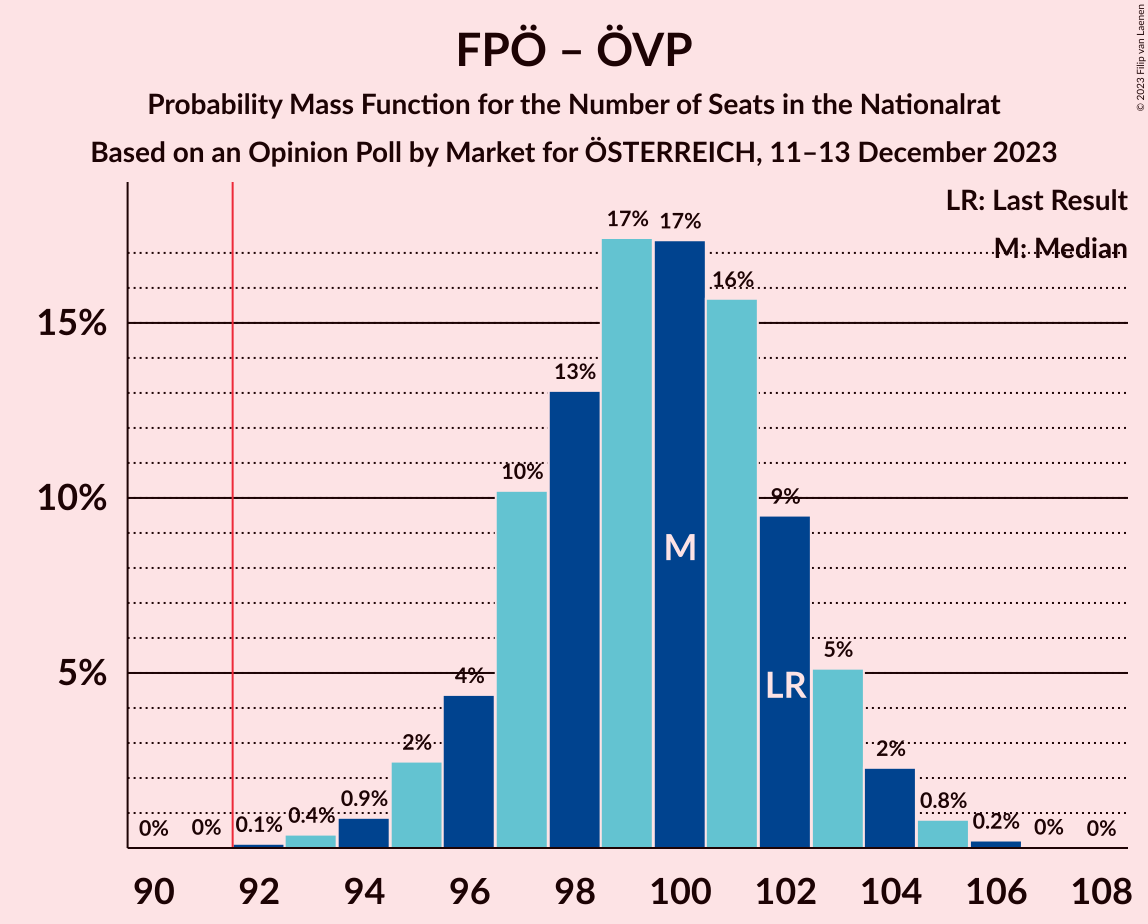 FPÖ – ÖVP
Probability Mass Function for the Number of Seats in the Nationalrat
Based on an Opinion Poll by Market for ÖSTERREICH, 11–13 December 2023
© 2023 Filip van Laenen
LR: Last Result
M: Median
15%
10%
5%
0%
0%
0.1%
0.4%
0.9%
2%
4%
10%
13%
17%
17%
16%
9%
5%
2%
0.8%
0.2%
0%
0%
M
LR
90 92 94 96 98 100 102 104 106 108